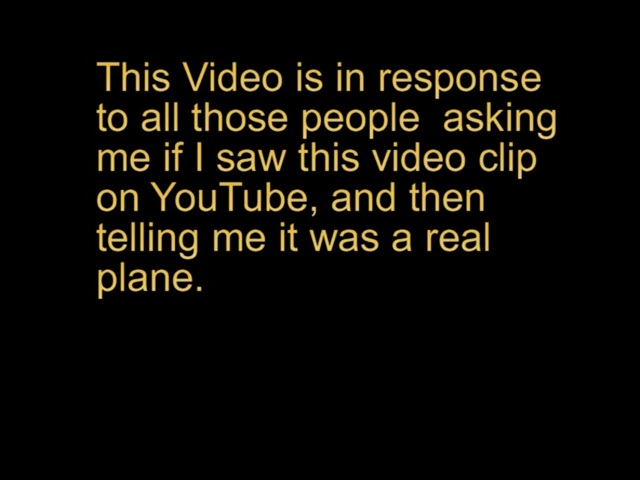 This Video is in response
to all those people  asking
me if I saw this video clip
on YouTube, and then
telling me it was a real
plane.